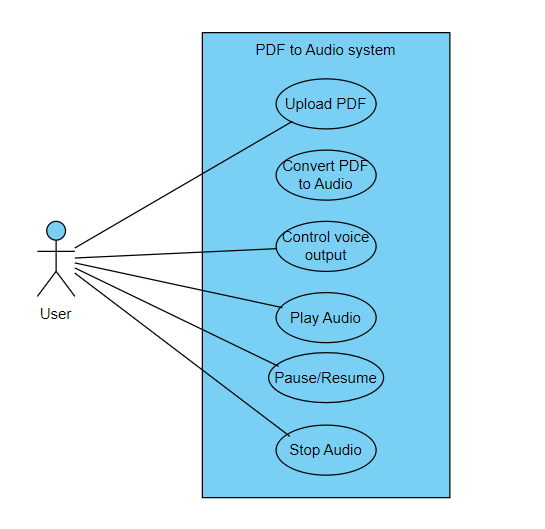 PDF to Audio system
Upload PDF
Convert PDF
to Audio
Control voice
output
User
Play Audio
Pause/Resume
Stop Audio